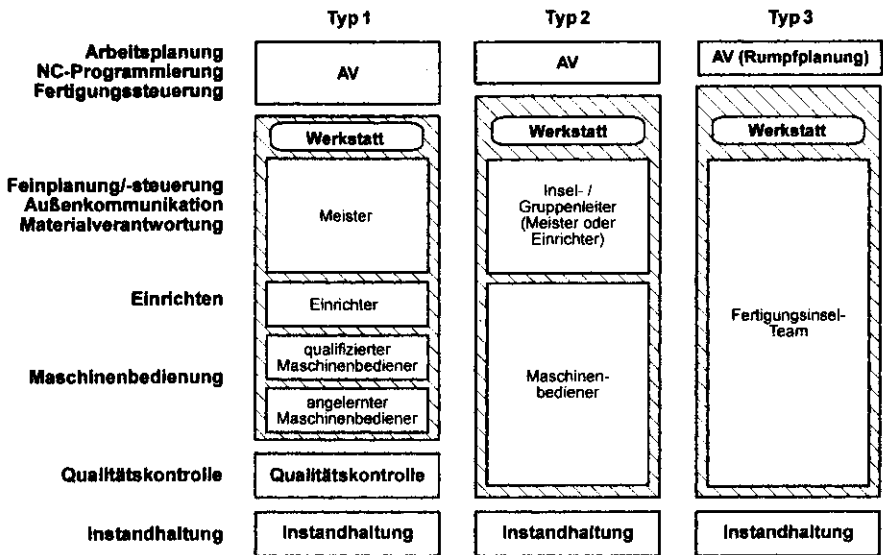 Typ 1
Typ 2
Typ 3
Arbeitsplanung
NC-Programmierung
Fertigungssteuerung
AV
AV
AV (Rumpfplanung)
Werkstatt
Werkstatt
Werkstatt
Feinplanung/-steuerung
Außenkommunikation
Materialverantwortung
Meister
Insel- /
Gruppenleiter
(Meister oder
Einrichter)
Einrichten
Einrichter
Fertigungsinsel-
Team
Maschinenbedienung
qualifizierter
Maschinenbediener
angelernter
Maschinenbediener
Maschinen-
bediener
Qualitätskontrolle
Qualitätskontrolle
Instandhaltung
Instandhaltung
Instandhaltung
Instandhaltung